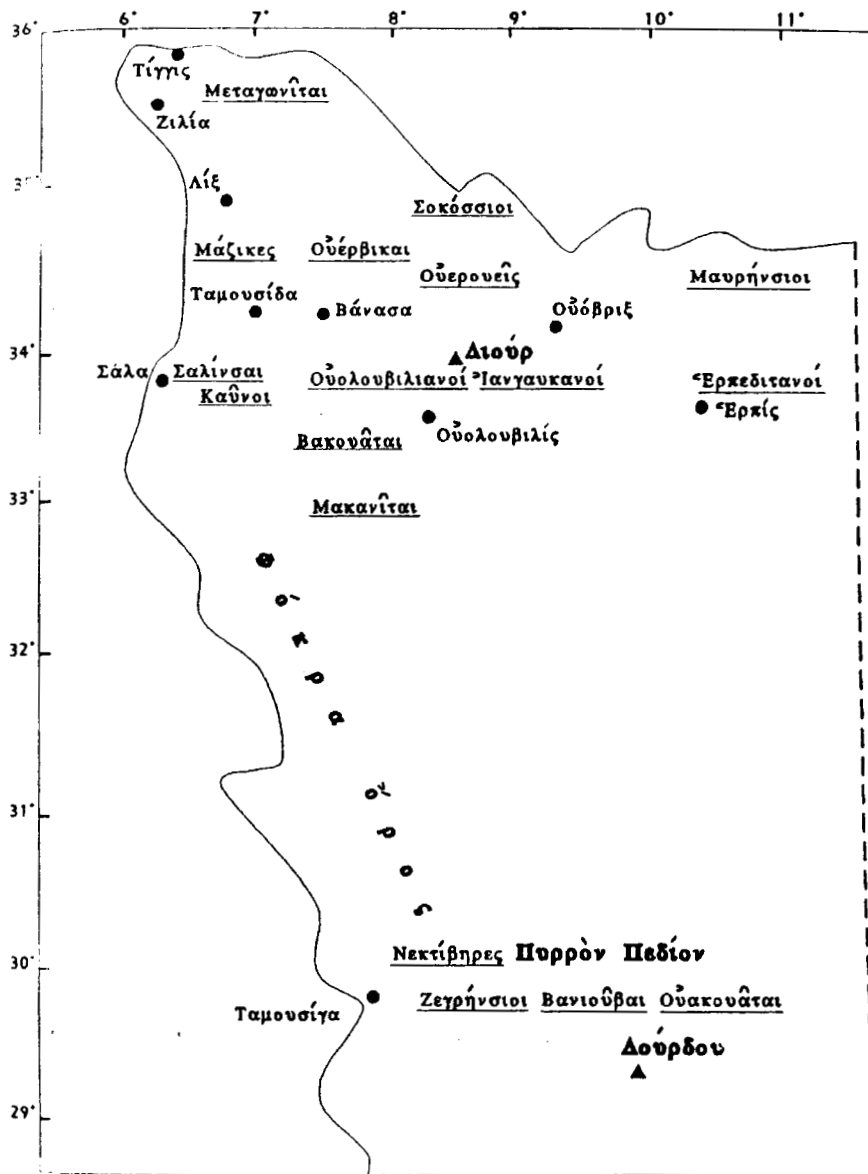 6° 7° 8° 9° 10° 11°
36°
Τίγγις
Μεταγωνῖται
Ζιλία
35°
Λίξ
Σοκόσσιοι
Μάζικες Οὐέρβικαι
Οὐερουεῖς Μαυρήνσιοι
Ταμουσίδα
Βάνασα Οὐόβριξ
34°
Διούρ
Σάλα Σαλίνσαι Οὐολουβιλιανοί Ἰανγαυκανοί Ἑρπεδιτανοί
Καῦνοι
Ἑρπίς
Βακουᾶται Οὐολουβιλίς
33°
Μακανῖται
32°
31°
ὄρος
30°
Νεκτίβηρες Πυρρὸν Πεδίον
Ταμουσίγα
Ζεγρήνσιοι Βανιοῦβαι Οὐακουᾶται
Δούρδου
29°